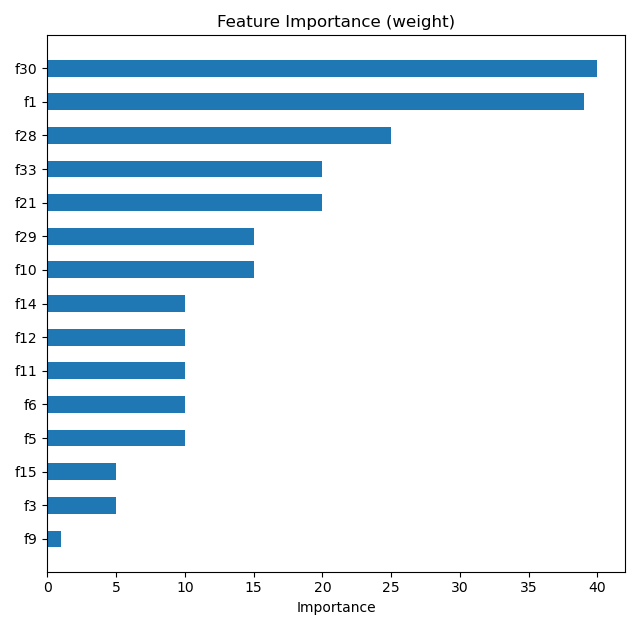 Feature Importance (weight)
f30
f1
f28
f33
f21
f29
f10
f14
f12
f11
f6
f5
f15
f3
f9
0 5 10 15 20 25 30 35 40
Importance